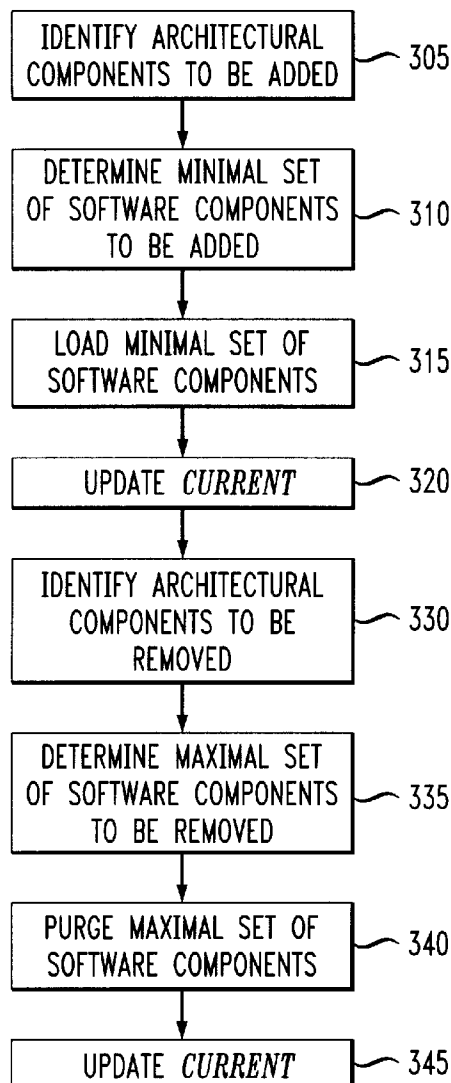 IDENTIFY ARCHITECTURAL
COMPONENTS TO BE ADDED
305
DETERMINE MINIMAL SET
OF SOFTWARE COMPONENTS
TO BE ADDED
310
LOAD MINIMAL SET OF
SOFTWARE COMPONENTS
315
UPDATE CURRENT
320
IDENTIFY ARCHITECTURAL
COMPONENTS TO BE
REMOVED
330
DETERMINE MAXIMAL SET
OF SOFTWARE COMPONENTS
TO BE REMOVED
335
PURGE MAXIMAL SET OF
SOFTWARE COMPONENTS
340
UPDATE CURRENT
345